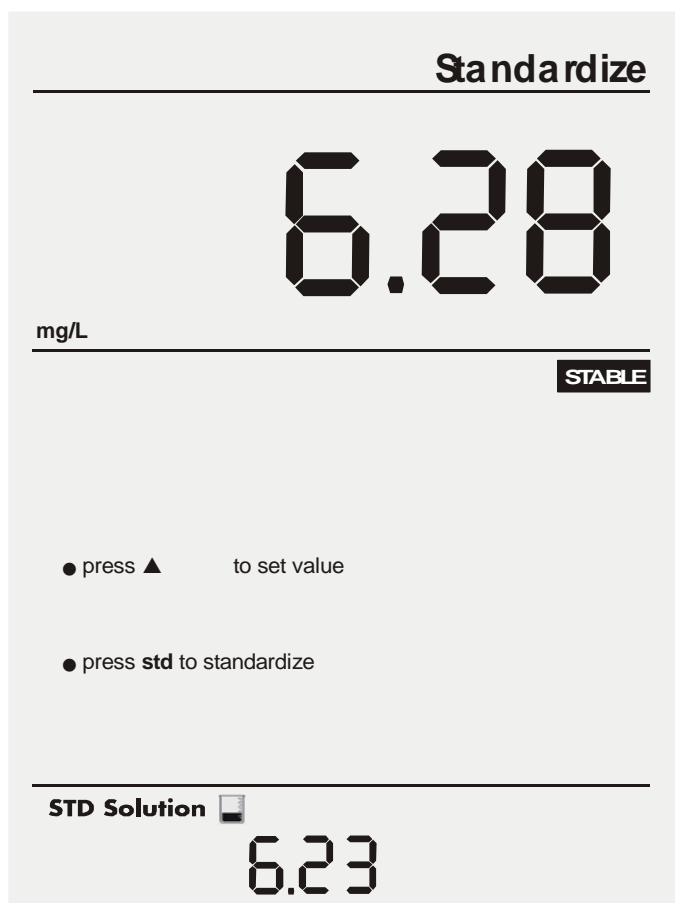 Standardize
6.28
mg/L
STABLE
● press ▲ to set value
● press std to standardize
STD Solution
6.23